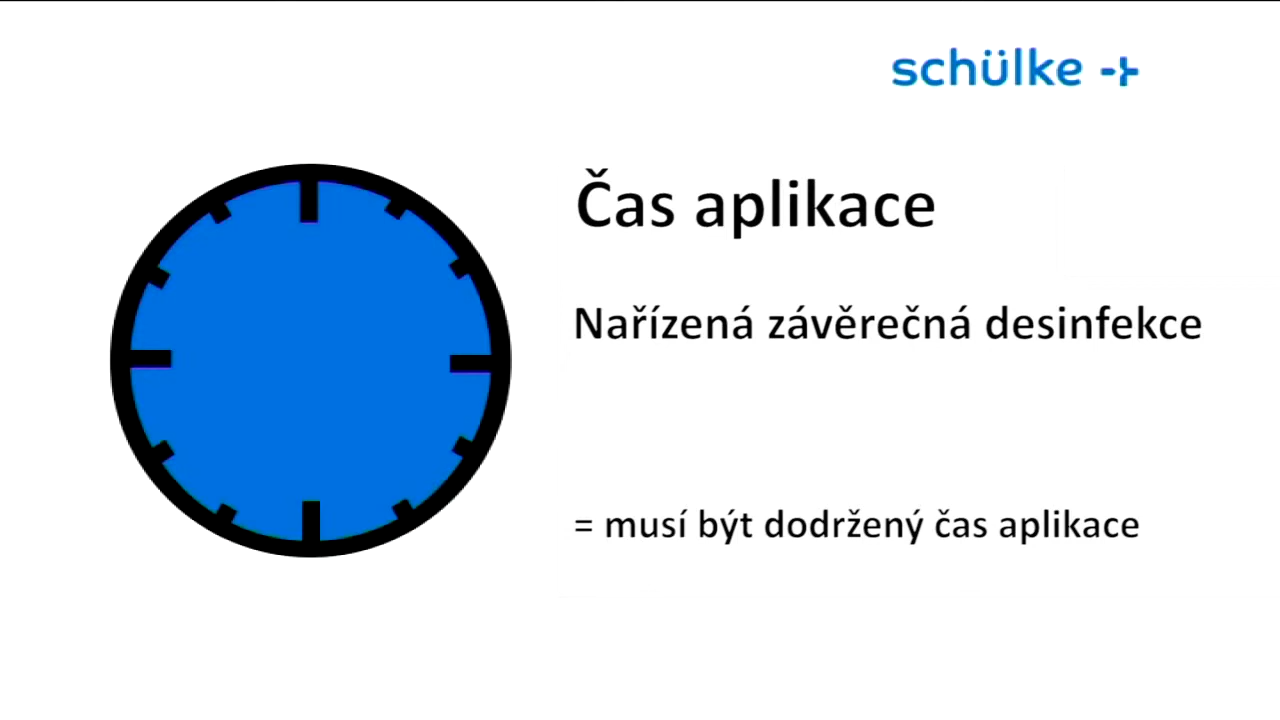 schülke -+
Čas aplikace
Nařízená závěrečná desinfekce
= musí být dodržený čas aplikace